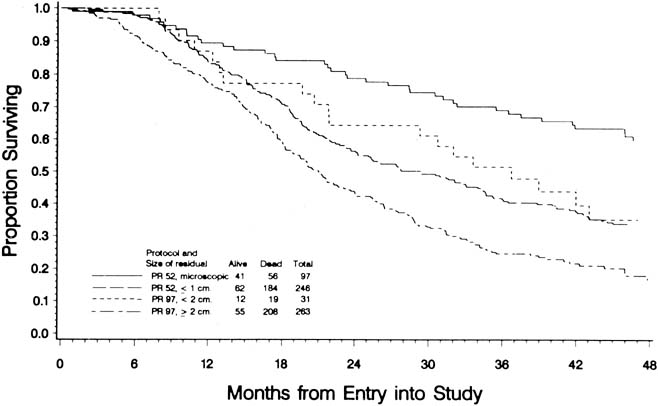 Proportion Surviving
1.0
0.9
0.8
0.7
0.6
0.5
0.4
0.3
0.2
0.1
0.0
Protocol and
Size of residual Alive Dead Total
PR 52, microscopic 41 56 97
PR 52, < 1 cm. 62 184 246
PR 97, < 2 cm. 12 19 31
PR 97, ≥ 2 cm. 55 208 263
0 6 12 18 24 30 36 42 48
Months from Entry into Study